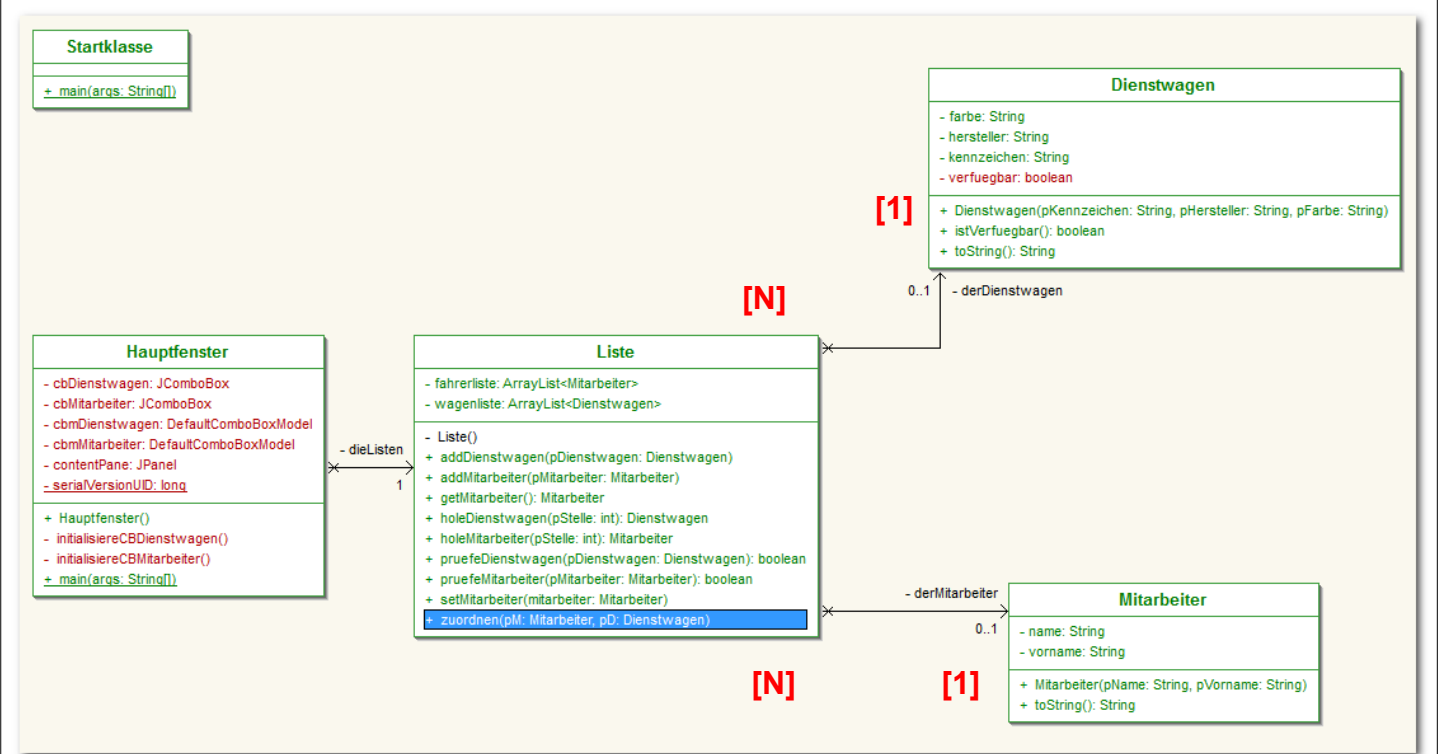 Startklasse
+ main(args: String[])
Dienstwagen
- farbe: String
- hersteller: String
- kennzeichen: String
- verfuegbar: boolean
[1]
+ Dienstwagen(pKennzeichen: String, pHersteller: String, pFarbe: String)
+ istVerfuegbar(): boolean
+ toString(): String
0..1
- derDienstwagen
[N]
Hauptfenster
- cbDienstwagen: JComboBox
- cbMitarbeiter: JComboBox
- cbmDienstwagen: DefaultComboBoxModel
- cbmMitarbeiter: DefaultComboBoxModel
- contentPane: JPanel
- serialVersionUID: long
+ Hauptfenster()
- initialisiereCBDienstwagen()
- initialisiereCBMitarbeiter()
+ main(args: String[])
- dieListen
1
Liste
- fahrerliste: ArrayList<Mitarbeiter>
- wagenliste: ArrayList<Dienstwagen>
- Liste()
+ addDienstwagen(pDienstwagen: Dienstwagen)
+ addMitarbeiter(pMitarbeiter: Mitarbeiter)
+ getMitarbeiter(): Mitarbeiter
+ holeDienstwagen(pStelle: int): Dienstwagen
+ holeMitarbeiter(pStelle: int): Mitarbeiter
+ pruefeDienstwagen(pDienstwagen: Dienstwagen): boolean
+ pruefeMitarbeiter(pMitarbeiter: Mitarbeiter): boolean
+ setMitarbeiter(mitarbeiter: Mitarbeiter)
+ zuordnen(pM: Mitarbeiter, pD: Dienstwagen)
- derMitarbeiter
0..1
Mitarbeiter
- name: String
- vorname: String
+ Mitarbeiter(pName: String, pVorname: String)
+ toString(): String
[N]
[1]